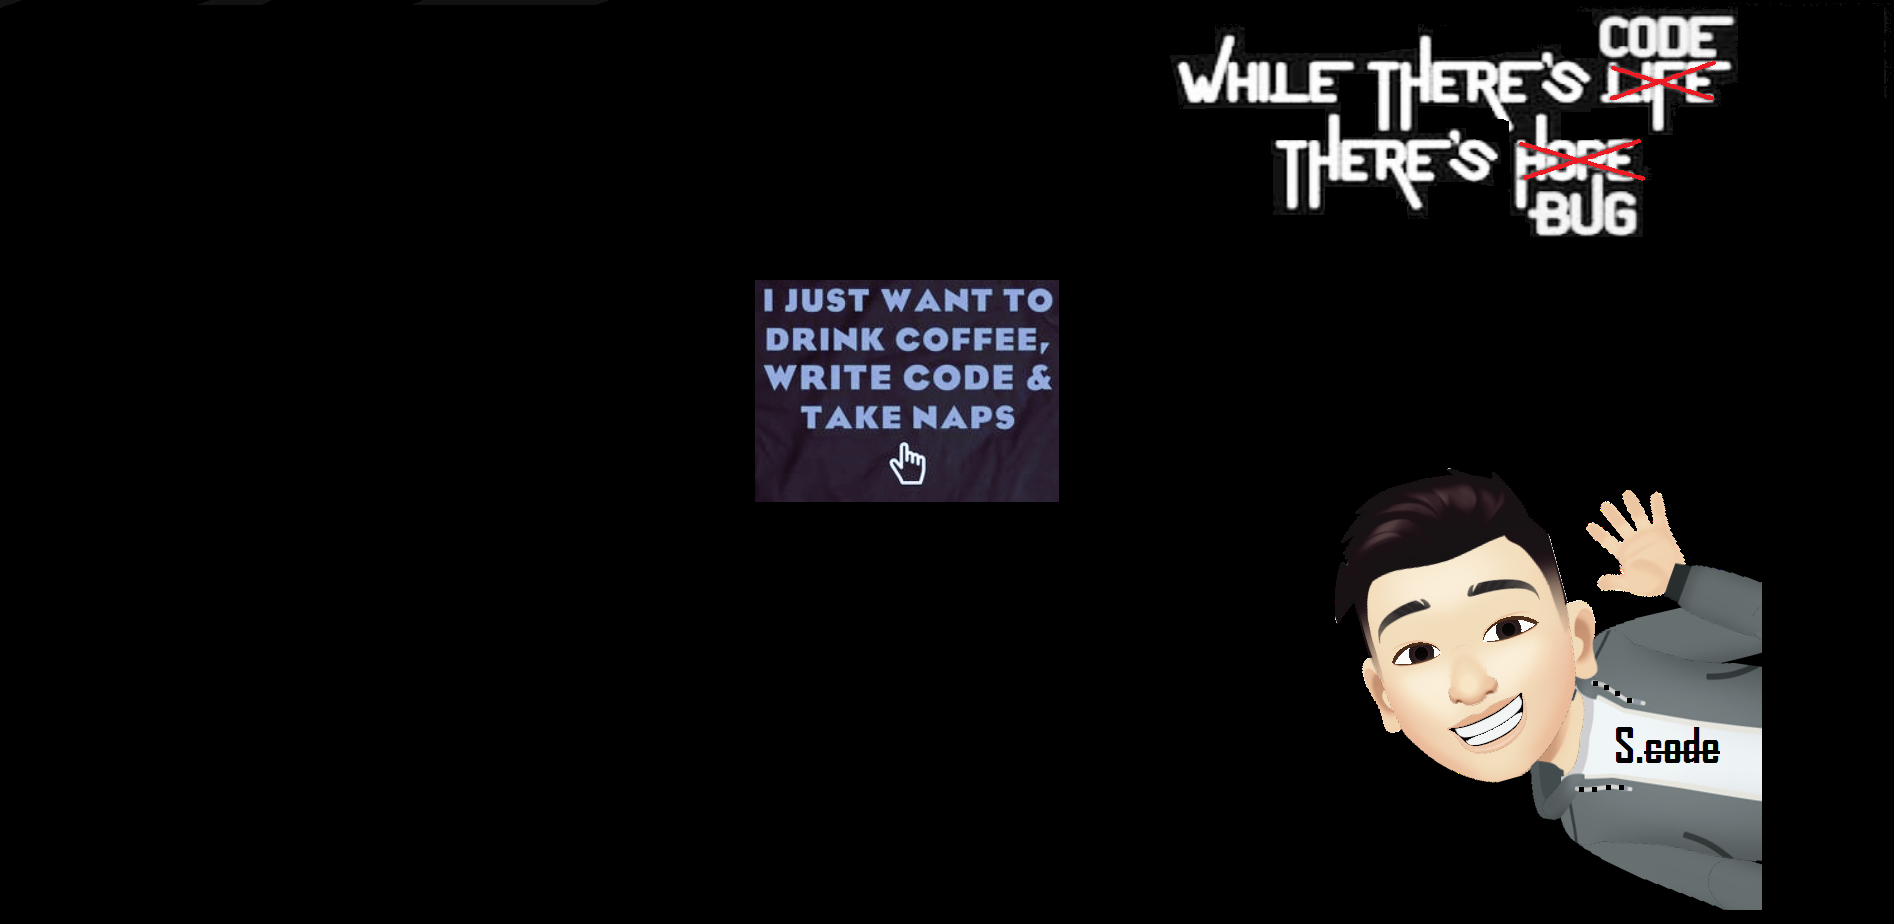 CODE
WHILE THERE'S LIFE
THERE'S HOPE
BUG
I JUST WANT TO
DRINK COFFEE,
WRITE CODE &
TAKE NAPS
S.code